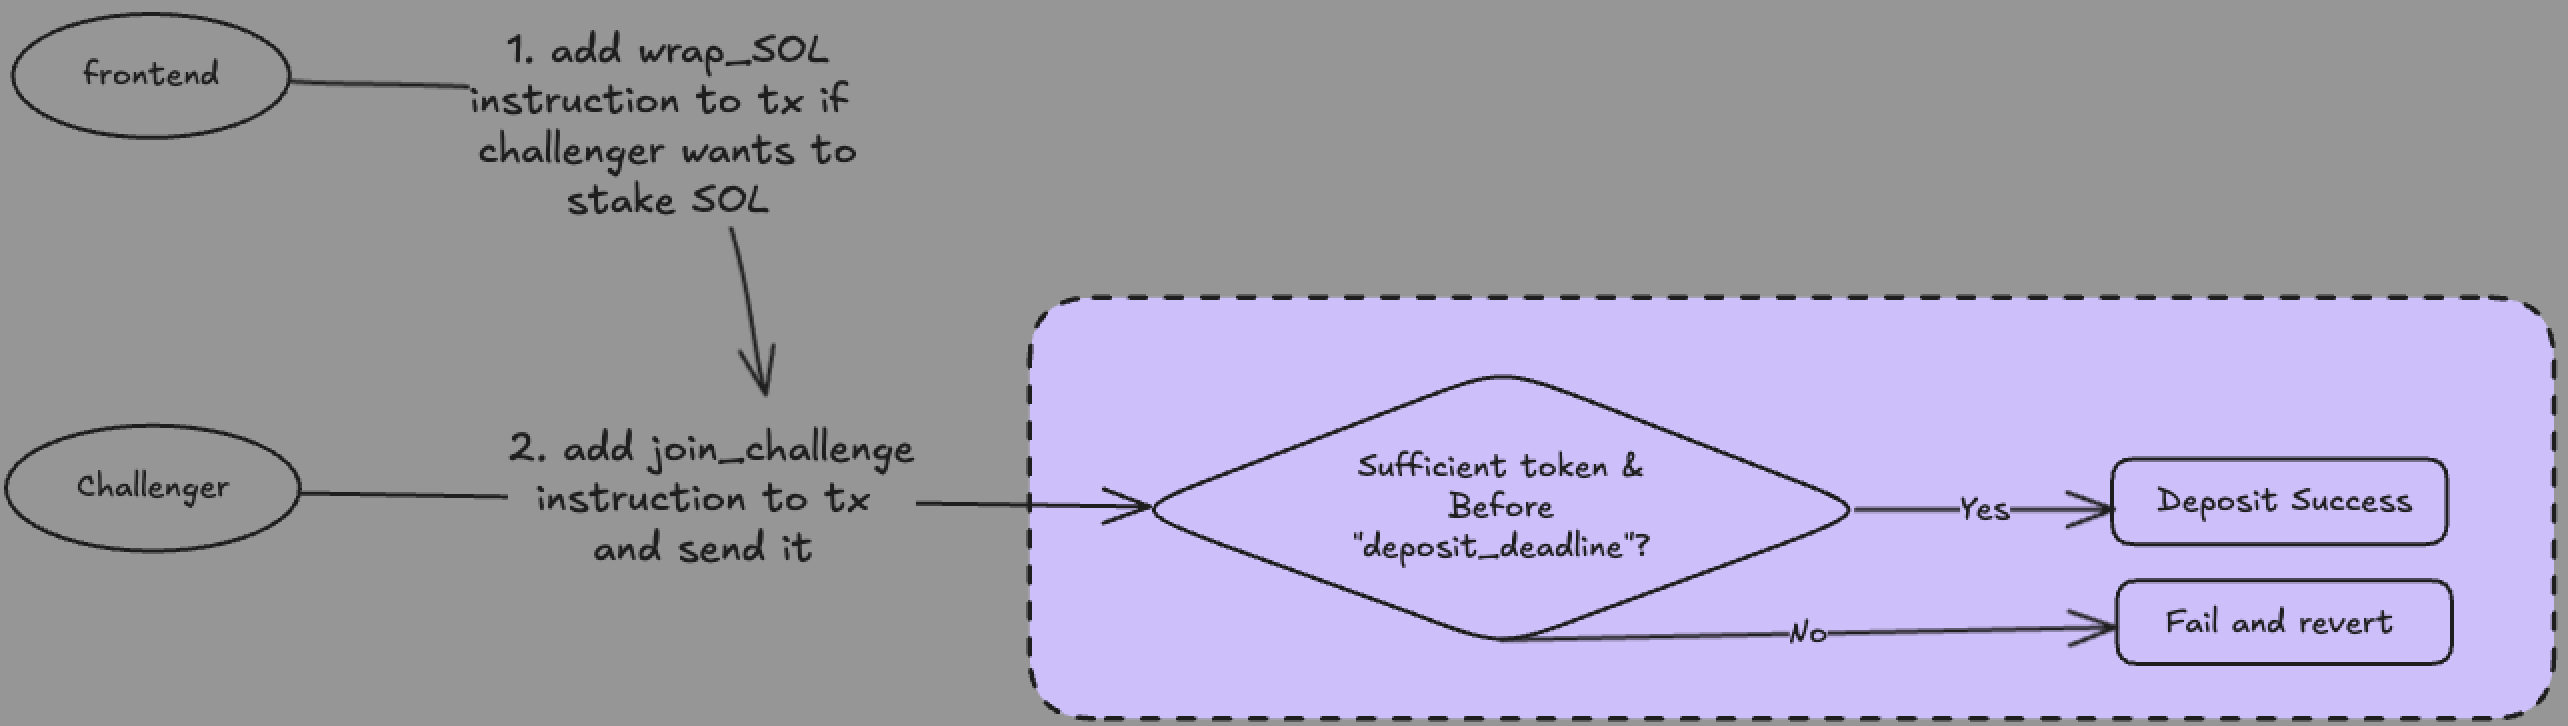 frontend
1. add wrap_SOL
instruction to tx if
challenger wants to
stake SOL
Challenger
2. add join_challenge
instruction to tx
and send it
Sufficient token &
Before
"deposit_deadline"?
Yes
Deposit Success
No
Fail and revert